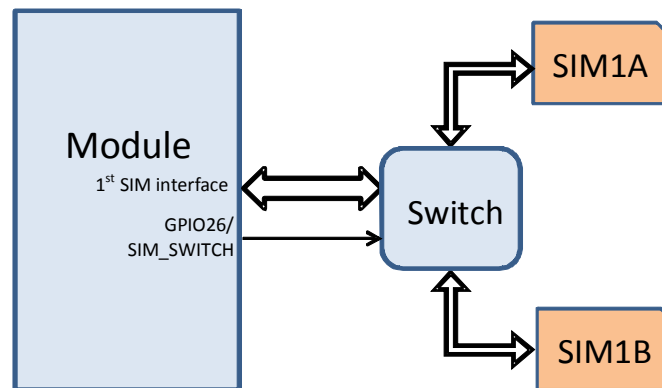 SIM1A
Module
1st SIM interface
GPIO26/
SIM_SWITCH
Switch
SIM1B